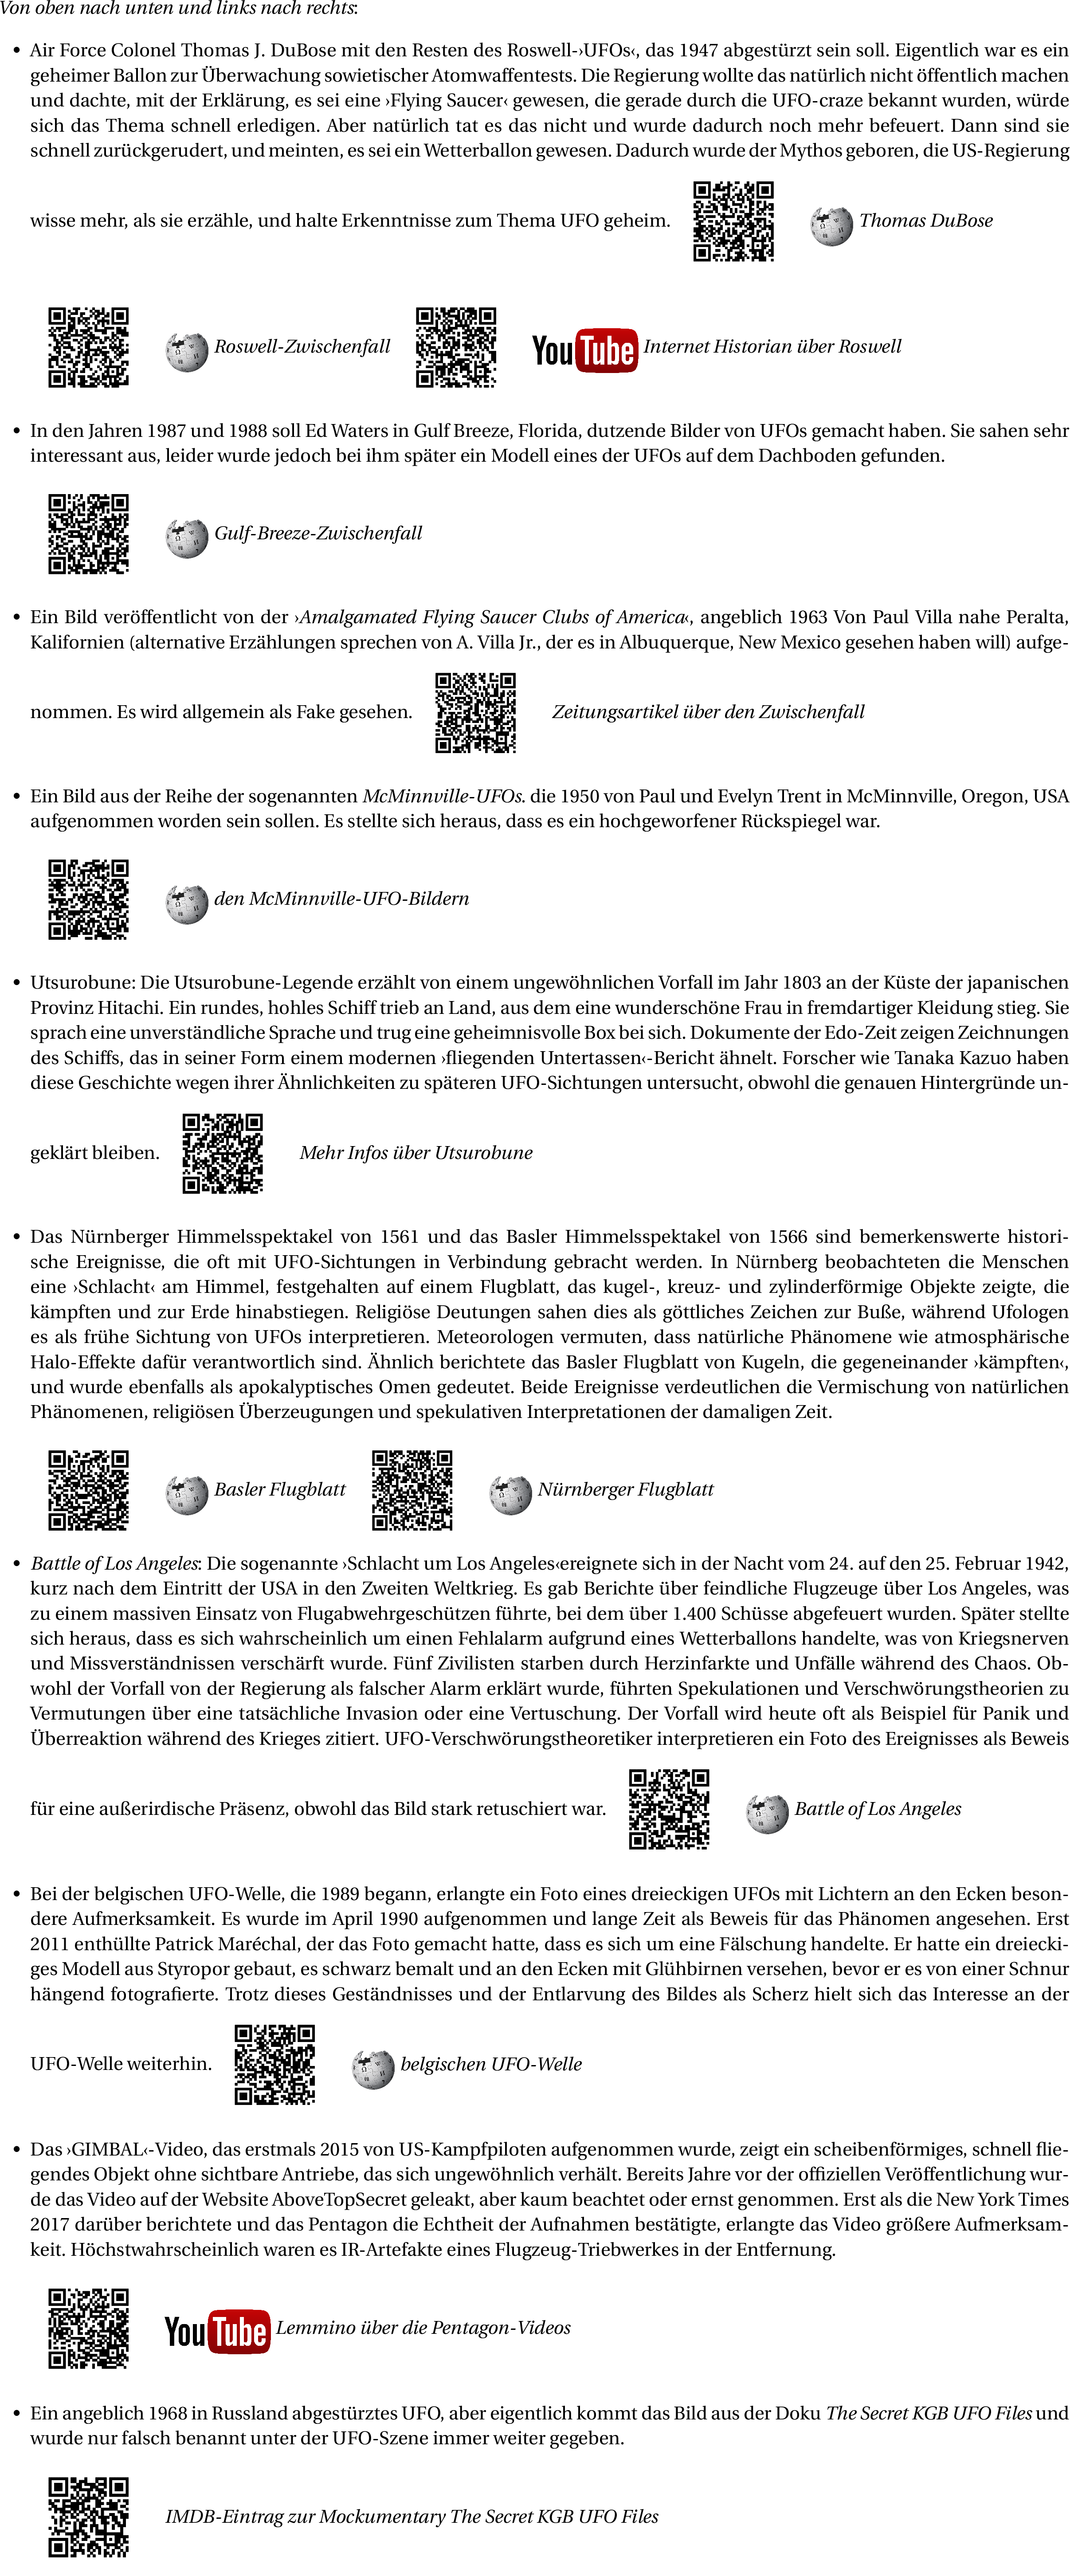 Von oben nach unten und links nach rechts:
• Air Force Colonel Thomas J. DuBose mit den Resten des Roswell-›UFOs‹, das 1947 abgestürzt sein soll. Eigentlich war es ein
geheimer Ballon zur Überwachung sowietischer Atomwaffentests. Die Regierung wollte das natürlich nicht öffentlich machen
und dachte, mit der Erklärung, es sei eine ›Flying Saucer‹ gewesen, die gerade durch die UFO-craze bekannt wurden, würde
sich das Thema schnell erledigen. Aber natürlich tat es das nicht und wurde dadurch noch mehr befeuert. Dann sind sie
schnell zurückgerudert, und meinten, es sei ein Wetterballon gewesen. Dadurch wurde der Mythos geboren, die US-Regierung
wisse mehr, als sie erzähle, und halte Erkenntnisse zum Thema UFO geheim. Thomas DuBose
Roswell-Zwischenfall YouTube Internet Historian über Roswell
• In den Jahren 1987 und 1988 soll Ed Waters in Gulf Breeze, Florida, dutzende Bilder von UFOs gemacht haben. Sie sahen sehr
interessant aus, leider wurde jedoch bei ihm später ein Modell eines der UFOs auf dem Dachboden gefunden.
Gulf-Breeze-Zwischenfall
• Ein Bild veröffentlicht von der ›Amalgamated Flying Saucer Clubs of America‹, angeblich 1963 Von Paul Villa nahe Peralta,
Kalifornien (alternative Erzählungen sprechen von A. Villa Jr., der es in Albuquerque, New Mexico gesehen haben will) aufge-
nommen. Es wird allgemein als Fake gesehen. Zeitungsartikel über den Zwischenfall
• Ein Bild aus der Reihe der sogenannten McMinnville-UFOs. die 1950 von Paul und Evelyn Trent in McMinnville, Oregon, USA
aufgenommen worden sein sollen. Es stellte sich heraus, dass es ein hochgeworfener Rückspiegel war.
den McMinnville-UFO-Bildern
• Utsurobune: Die Utsurobune-Legende erzählt von einem ungewöhnlichen Vorfall im Jahr 1803 an der Küste der japanischen
Provinz Hitachi. Ein rundes, hohles Schiff trieb an Land, aus dem eine wunderschöne Frau in fremdartiger Kleidung stieg. Sie
sprach eine unverständliche Sprache und trug eine geheimnisvolle Box bei sich. Dokumente der Edo-Zeit zeigen Zeichnungen
des Schiffs, das in seiner Form einem modernen ›fliegenden Untertassen‹-Bericht ähnelt. Forscher wie Tanaka Kazuo haben
diese Geschichte wegen ihrer Ähnlichkeiten zu späteren UFO-Sichtungen untersucht, obwohl die genauen Hintergründe un-
geklärt bleiben. Mehr Infos über Utsurobune
• Das Nürnberger Himmelsspektakel von 1561 und das Basler Himmelsspektakel von 1566 sind bemerkenswerte histori-
sche Ereignisse, die oft mit UFO-Sichtungen in Verbindung gebracht werden. In Nürnberg beobachteten die Menschen
eine ›Schlacht‹ am Himmel, festgehalten auf einem Flugblatt, das kugel-, kreuz- und zylinderförmige Objekte zeigte, die
kämpften und zur Erde hinabstiegen. Religiöse Deutungen sahen dies als göttliches Zeichen zur Buße, während Ufologen
es als frühe Sichtung von UFOs interpretieren. Meteorologen vermuten, dass natürliche Phänomene wie atmosphärische
Halo-Effekte dafür verantwortlich sind. Ähnlich berichtete das Basler Flugblatt von Kugeln, die gegeneinander ›kämpften‹,
und wurde ebenfalls als apokalyptisches Omen gedeutet. Beide Ereignisse verdeutlichen die Vermischung von natürlichen
Phänomenen, religiösen Überzeugungen und spekulativen Interpretationen der damaligen Zeit.
Basler Flugblatt Nürnberger Flugblatt
• Battle of Los Angeles: Die sogenannte ›Schlacht um Los Angeles‹ereignete sich in der Nacht vom 24. auf den 25. Februar 1942,
kurz nach dem Eintritt der USA in den Zweiten Weltkrieg. Es gab Berichte über feindliche Flugzeuge über Los Angeles, was
zu einem massiven Einsatz von Flugabwehrgeschützen führte, bei dem über 1.400 Schüsse abgefeuert wurden. Später stellte
sich heraus, dass es sich wahrscheinlich um einen Fehlalarm aufgrund eines Wetterballons handelte, was von Kriegsnerven
und Missverständnissen verschärft wurde. Fünf Zivilisten starben durch Herzinfarkte und Unfälle während des Chaos. Ob-
wohl der Vorfall von der Regierung als falscher Alarm erklärt wurde, führten Spekulationen und Verschwörungstheorien zu
Vermutungen über eine tatsächliche Invasion oder eine Vertuschung. Der Vorfall wird heute oft als Beispiel für Panik und
Überreaktion während des Krieges zitiert. UFO-Verschwörungstheoretiker interpretieren ein Foto des Ereignisses als Beweis
für eine außerirdische Präsenz, obwohl das Bild stark retuschiert war. Battle of Los Angeles
• Bei der belgischen UFO-Welle, die 1989 begann, erlangte ein Foto eines dreieckigen UFOs mit Lichtern an den Ecken beson-
dere Aufmerksamkeit. Es wurde im April 1990 aufgenommen und lange Zeit als Beweis für das Phänomen angesehen. Erst
2011 enthüllte Patrick Maréchal, der das Foto gemacht hatte, dass es sich um eine Fälschung handelte. Er hatte ein dreiecki-
ges Modell aus Styropor gebaut, es schwarz bemalt und an den Ecken mit Glühbirnen versehen, bevor er es von einer Schnur
hängend fotografierte. Trotz dieses Geständnisses und der Entlarvung des Bildes als Scherz hielt sich das Interesse an der
UFO-Welle weiterhin. belgischen UFO-Welle
• Das ›GIMBAL‹-Video, das erstmals 2015 von US-Kampfpiloten aufgenommen wurde, zeigt ein scheibenförmiges, schnell flie-
gendes Objekt ohne sichtbare Antriebe, das sich ungewöhnlich verhält. Bereits Jahre vor der offiziellen Veröffentlichung wur-
de das Video auf der Website AboveTopSecret geleakt, aber kaum beachtet oder ernst genommen. Erst als die New York Times
2017 darüber berichtete und das Pentagon die Echtheit der Aufnahmen bestätigte, erlangte das Video größere Aufmerksam-
keit. Höchstwahrscheinlich waren es IR-Artefakte eines Flugzeug-Triebwerkes in der Entfernung.
YouTube Lemmino über die Pentagon-Videos
• Ein angeblich 1968 in Russland abgestürztes UFO, aber eigentlich kommt das Bild aus der Doku The Secret KGB UFO Files und
wurde nur falsch benannt unter der UFO-Szene immer weiter gegeben.
IMDB-Eintrag zur Mockumentary The Secret KGB UFO Files